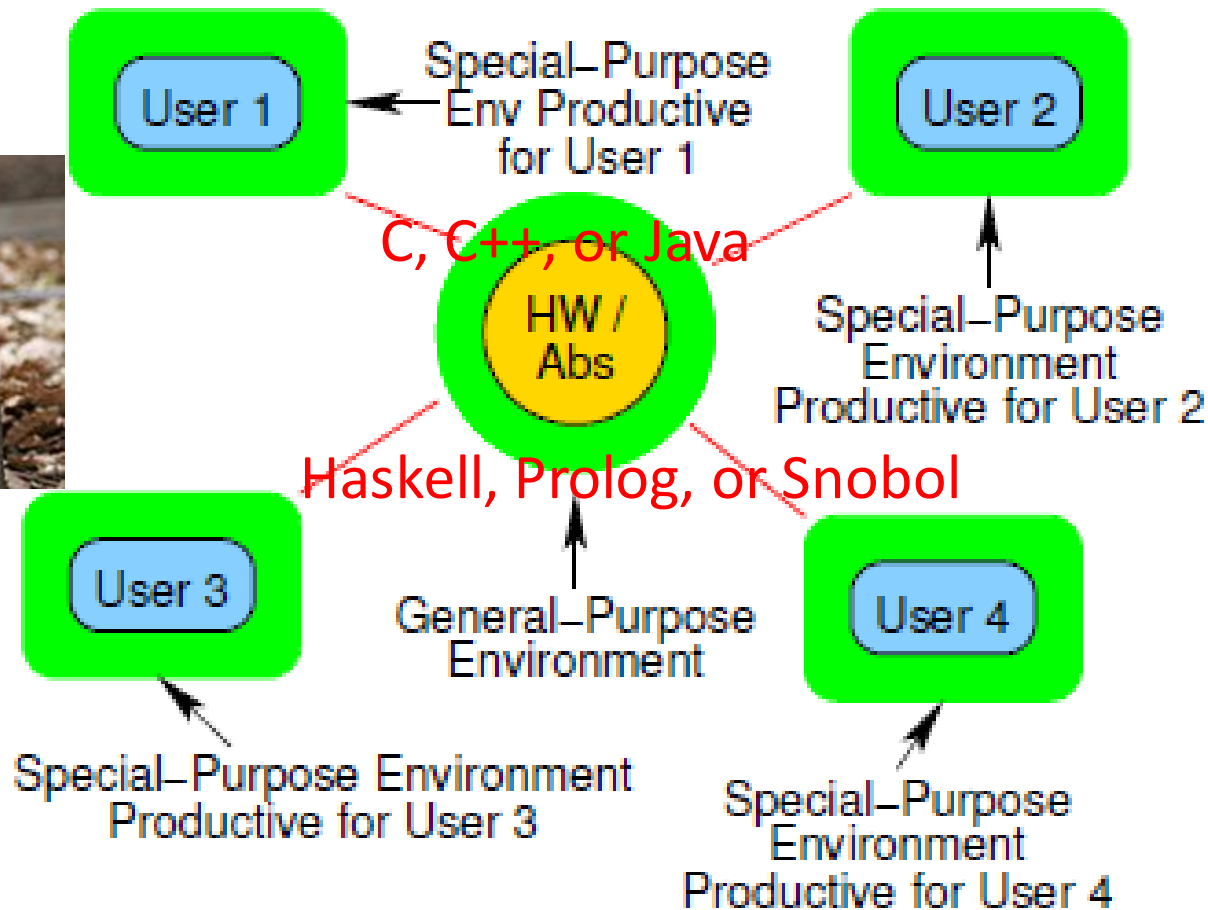 User 1
Special–Purpose
Env Productive
for User 1
User 2
C, C++, or Java
HW /
Abs
Special–Purpose
Environment
Productive for User 2
Haskell, Prolog, or Snobol
User 3
General–Purpose
Environment
User 4
Special–Purpose Environment
Productive for User 3
Special–Purpose
Environment
Productive for User 4